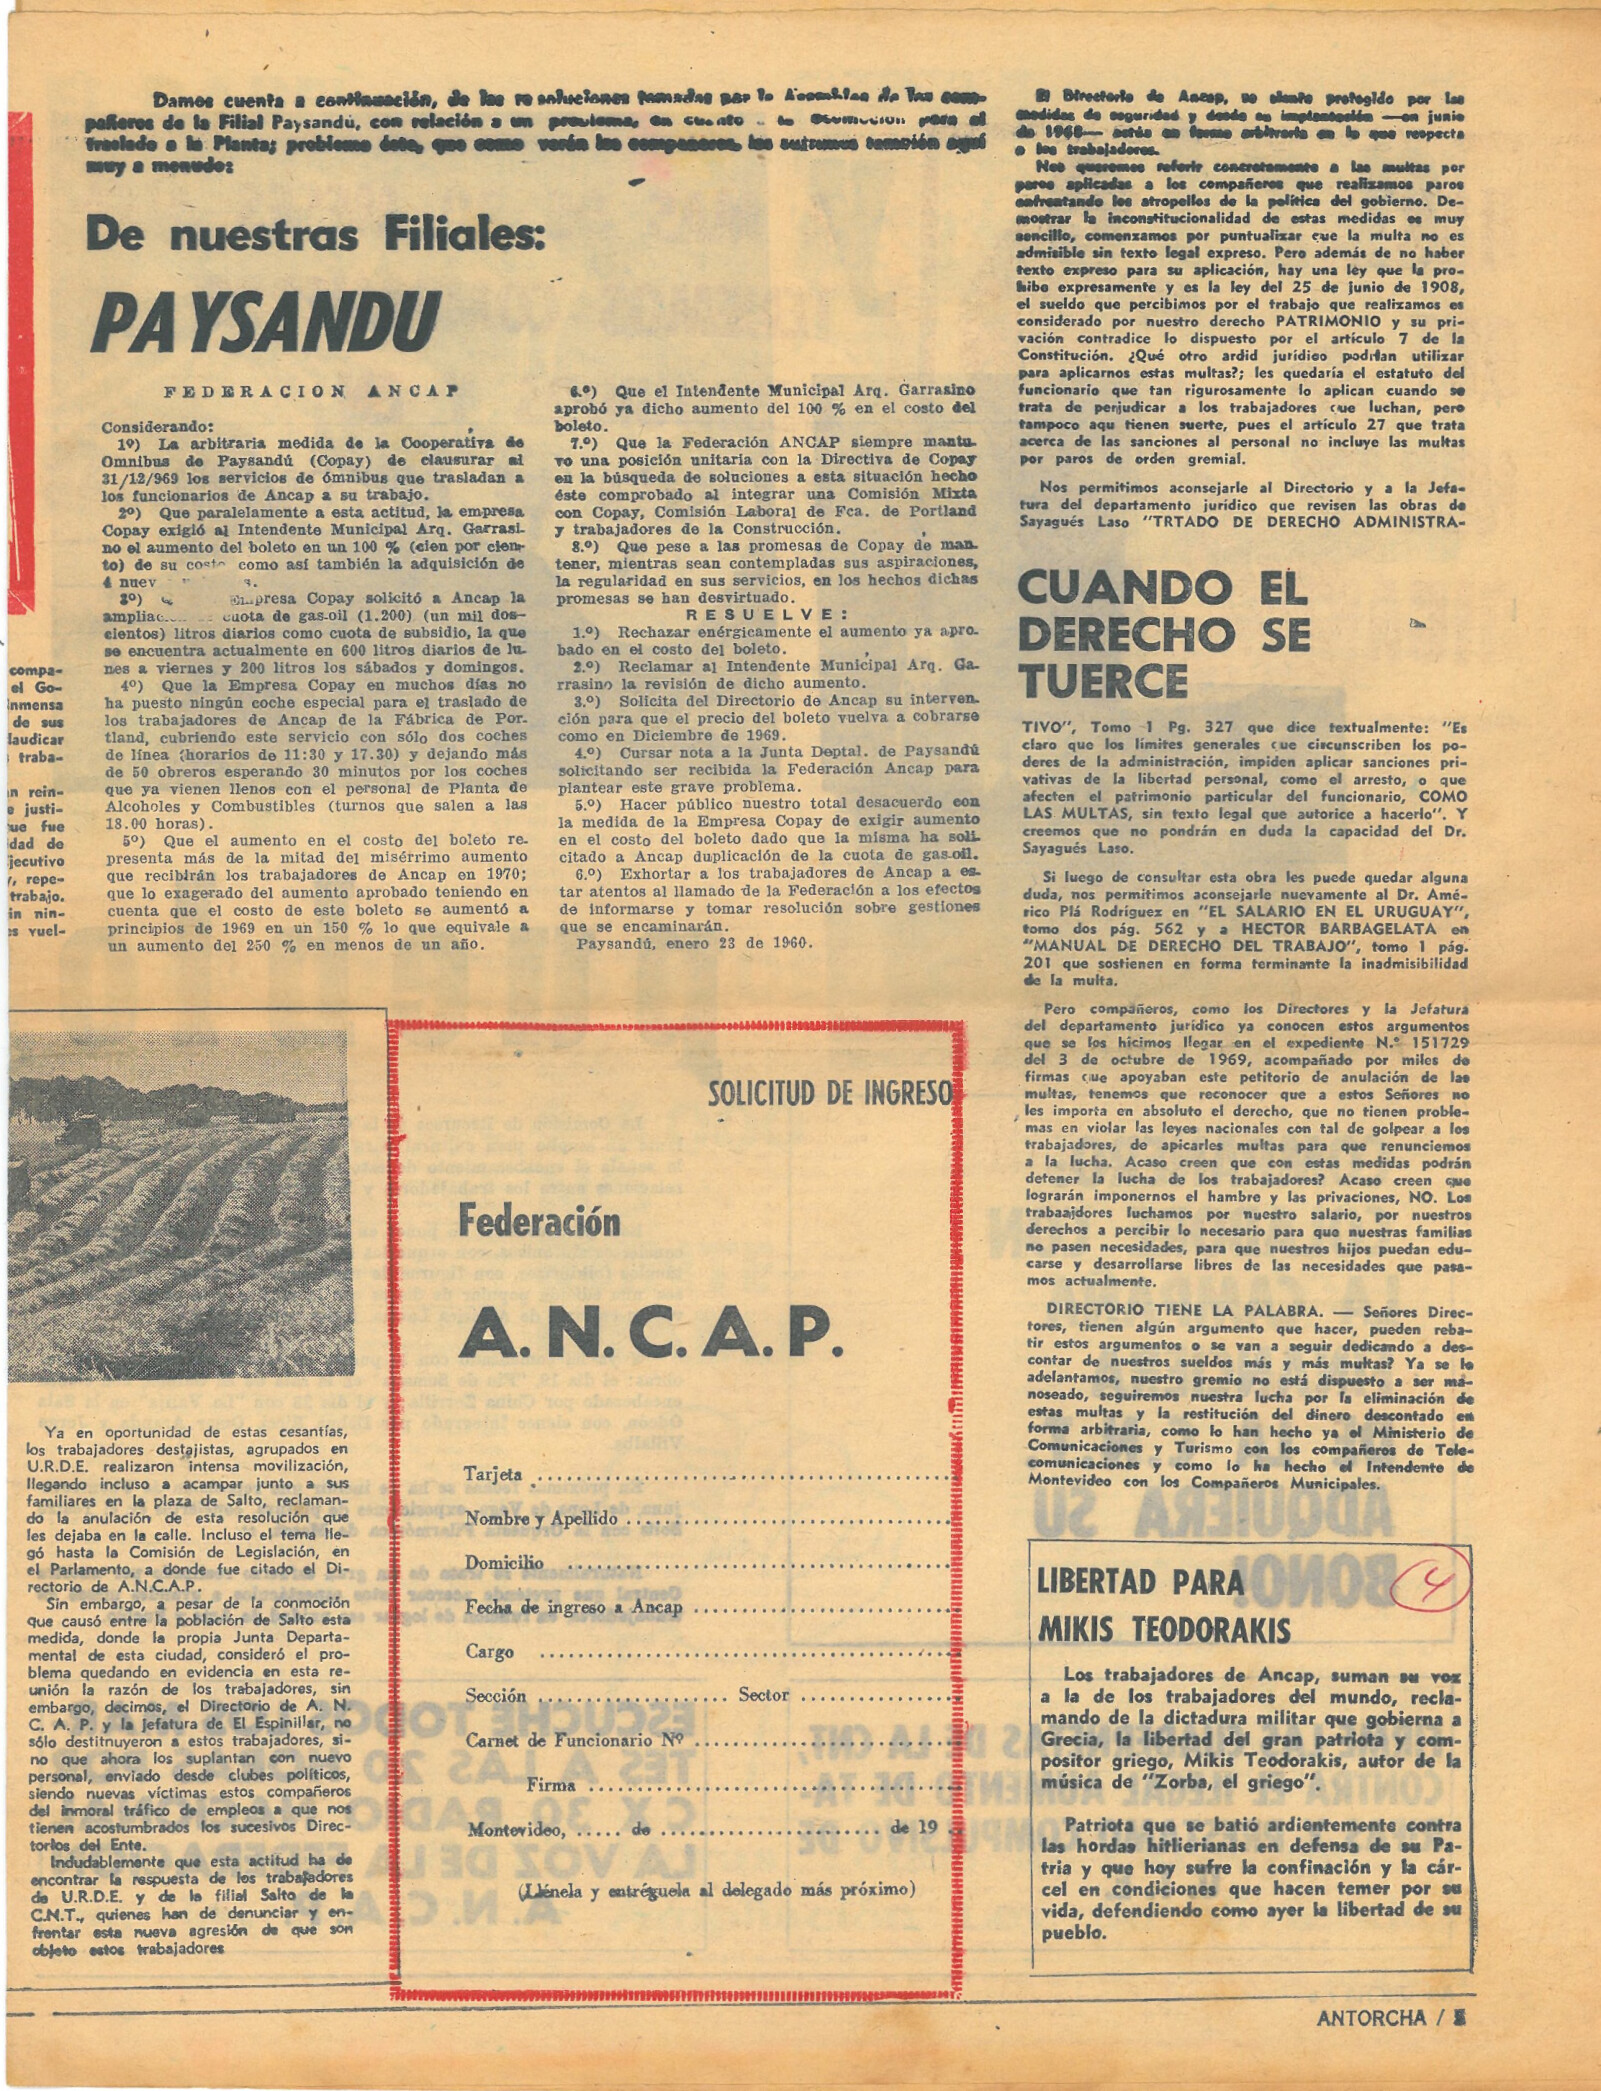 Damos cuenta a continuación, de las resoluciones tomadas por la Asamblea de los com-
pañeros de la Filial Paysandú, con relación a un problema, en cuanto a la locomoción para el
traslado a la Planta; problema éste, que como verán los compañeros, los sufrimos también aquí
muy a menudo:
De nuestras Filiales:
PAYSANDU
FEDERACION ANCAP
Considerando:
1º) La arbitraria medida de la Cooperativa de
Omnibus de Paysandú (Copay) de clausurar al
31/12/969 los servicios de ómnibus que trasladan a
los funcionarios de Ancap a su trabajo.
2º) Que paralelamente a esta actitud, la empresa
Copay exigió al Intendente Municipal Arq. Garrasi-
no el aumento del boleto en un 100 % (cien por cien-
to) de su costo como así también la adquisición de
4 nuev s.
3º) empresa Copay solicitó a Ancap la
ampliac cuota de gas-oil (1.200) (un mil dos-
cientos) litros diarios como cuota de subsidio, la que
se encuentra actualmente en 600 litros diarios de lu-
nes a viernes y 200 litros los sábados y domingos.
4º) Que la Empresa Copay en muchos días no
ha puesto ningún coche especial para el traslado de
los trabajadores de Ancap de la Fábrica de Por-
tland, cubriendo este servicio con sólo dos coches
de línea (horarios de 11:30 y 17.30) y dejando más
de 50 obreros esperando 30 minutos por los coches
que ya vienen llenos con el personal de Planta de
Alcoholes y Combustibles (turnos que salen a las
18.00 horas).
5º) Que el aumento en el costo del boleto re-
presenta más de la mitad del misérrimo aumento
que recibirán los trabajadores de Ancap en 1970;
que lo exagerado del aumento aprobado teniendo en
cuenta que el costo de este boleto se aumentó a
principios de 1969 en un 150 % lo que equivale a
un aumento del 250 % en menos de un año.
6.º) Que el Intendente Municipal Arq. Garrasino
aprobó ya dicho aumento del 100 % en el costo del
boleto.
7.º) Que la Federación ANCAP siempre mantu-
vo una posición unitaria con la Directiva de Copay
en la búsqueda de soluciones a esta situación hecho
éste comprobado al integrar una Comisión Mixta
con Copay, Comisión Laboral de Fca. de Portland
y trabajadores de la Construcción.
8.º) Que pese a las promesas de Copay de man-
tener, mientras sean contempladas sus aspiraciones,
la regularidad en sus servicios, en los hechos dichas
promesas se han desvirtuado.
RESUELVE:
1.º) Rechazar enérgicamente el aumento ya apro-
bado en el costo del boleto.
2.º) Reclamar al Intendente Municipal Arq. Ga-
rrasino la revisión de dicho aumento.
3.º) Solicita del Directorio de Ancap su interven-
ción para que el precio del boleto vuelva a cobrarse
como en Diciembre de 1969.
4.º) Cursar nota a la Junta Deptal. de Paysandú
solicitando ser recibida la Federación Ancap para
plantear este grave problema.
5.º) Hacer público nuestro total desacuerdo con
la medida de la Empresa Copay de exigir aumento
en el costo del boleto dado que la misma ha soli-
citado a Ancap duplicación de la cuota de gas-oil.
6.º) Exhortar a los trabajadores de Ancap a es-
tar atentos al llamado de la Federación a los efectos
de informarse y tomar resolución sobre gestiones
que se encaminarán.
Paysandú, enero 23 de 1960.
El Directorio de Ancap, se siente protegido por las
medidas de seguridad y desde su implantación —en junio
de 1968— actúa en forma arbitraria en lo que respecta
a los trabajadores.
Nos queremos referir concretamente a las multas por
paros aplicadas a los compañeros que realizamos paros
enfrentando los atropellos de la política del gobierno. De-
mostrar la inconstitucionalidad de estas medidas es muy
sencillo, comenzamos por puntualizar que la multa no es
admisible sin texto legal expreso. Pero además de no haber
texto expreso para su aplicación, hay una ley que la pro-
hibe expresamente y es la ley del 25 de junio de 1908,
el sueldo que percibimos por el trabajo que realizamos es
considerado por nuestro derecho PATRIMONIO y su pri-
vación contradice lo dispuesto por el artículo 7 de la
Constitución. ¿Qué otro ardid jurídico podrían utilizar
para aplicarnos estas multas?; les quedaría el estatuto del
funcionario que tan rigurosamente lo aplican cuando se
trata de perjudicar a los trabajadores que luchan, pero
tampoco aqu tienen suerte, pues el artículo 27 que trata
acerca de las sanciones al personal no incluye las multas
por paros de orden gremial.
Nos permitimos aconsejarle al Directorio y a la Jefa-
tura del departamento jurídico que revisen las obras de
Sayagués Laso "TRTADO DE DERECHO ADMINISTRA-
CUANDO EL
DERECHO SE
TUERCE
TIVO", Tomo 1 Pg. 327 que dice textualmente: "Es
claro que los límites generales que circunscriben los po-
deres de la administración, impiden aplicar sanciones pri-
vativas de la libertad personal, como el arresto, o que
afecten el patrimonio particular del funcionario, COMO
LAS MULTAS, sin texto legal que autorice a hacerlo". Y
creemos que no pondrán en duda la capacidad del Dr.
Sayagués Laso.
Si luego de consultar esta obra les puede quedar alguna
duda, nos permitimos aconsejarle nuevamente al Dr. Amé-
rico Plá Rodríguez en "EL SALARIO EN EL URUGUAY",
tomo dos pág. 562 y a HECTOR BARBAGELATA en
"MANUAL DE DERECHO DEL TRABAJO", tomo 1 pág.
201 que sostienen en forma terminante la inadmisibilidad
de la multa.
Pero compañeros, como los Directores y la Jefatura
del departamento jurídico ya conocen estos argumentos
que se los hicimos llegar en el expediente N.º 151729
del 3 de octubre de 1969, acompañado por miles de
firmas que apoyaban este petitorio de anulación de las
multas, tenemos que reconocer que a estos Señores no
les importa en absoluto el derecho, que no tienen proble-
mas en violar las leyes nacionales con tal de golpear a los
trabajadores, de apicarles multas para que renunciemos
a la lucha. Acaso creen que con estas medidas podrán
detener la lucha de los trabajadores? Acaso creen que
lograrán imponernos el hambre y las privaciones, NO. Los
trabaajdores luchamos por nuestro salario, por nuestros
derechos a percibir lo necesario para que nuestras familias
no pasen necesidades, para que nuestros hijos puedan edu-
carse y desarrollarse libres de las necesidades que pasa-
mos actualmente.
DIRECTORIO TIENE LA PALABRA. — Señores Direc-
tores, tienen algún argumento que hacer, pueden reba-
tir estos argumentos o se van a seguir dedicando a des-
contar de nuestros sueldos más y más multas? Ya se lo
adelantamos, nuestro gremio no está dispuesto a ser ma-
noseado, seguiremos nuestra lucha por la eliminación de
estas multas y la restitución del dinero descontado en
forma arbitraria, como lo han hecho ya el Ministerio de
Comunicaciones y Turismo con los compañeros de Tele-
comunicaciones y como lo ha hecho el Intendente de
Montevideo con los Compañeros Municipales.
compa-
el Go-
inmensa
de sus
laudicar
traba-
an rein-
e justi-
que fue
dad de
jecutivo
y, repe-
trabajo.
in nin-
es vuel-
Ya en oportunidad de estas cesantías,
los trabajadores destajistas, agrupados en
U.R.D.E. realizaron intensa movilización,
llegando incluso a acampar junto a sus
familiares en la plaza de Salto, reclaman-
do la anulación de esta resolución que
les dejaba en la calle. Incluso el tema lle-
gó hasta la Comisión de Legislación, en
el Parlamento, a donde fue citado el Di-
rectorio de A.N.C.A.P.
Sin embargo, a pesar de la conmoción
que causó entre la población de Salto esta
medida, donde la propia Junta Departa-
mental de esta ciudad, consideró el pro-
blema quedando en evidencia en esta re-
unión la razón de los trabajadores, sin
embargo, decimos, el Directorio de A. N.
C. A. P. y la Jefatura de El Espinillar, no
sólo destitnuyeron a estos trabajadores, si-
no que ahora los suplantan con nuevo
personal, enviado desde clubes políticos,
siendo nuevas víctimas estos compañeros
del inmoral tráfico de empleos a que nos
tienen acostumbrados los sucesivos Direc-
torios del Ente.
Indudablemente que esta actitud ha de
encontrar la respuesta de los trabajadores
de U.R.D.E. y de la filial Salto de la
C.N.T., quienes han de denunciar y en-
frentar esta nueva agresión de que son
objeto estos trabajadores
SOLICITUD DE INGRESO
Federación
A.N.C.A.P.
Tarjeta ........................
Nombre y Apellido ........................
Domicilio ........................
Fecha de ingreso a Ancap ........................
Cargo ........................
Sección ........................ Sector ........................
Carnet de Funcionario Nº ........................
Firma ........................
Montevideo, ..... de ........................ de 19 ..
(Llénela y entréguela al delegado más próximo)
LIBERTAD PARA
MIKIS TEODORAKIS
4
Los trabajadores de Ancap, suman su voz
a la de los trabajadores del mundo, recla-
mando de la dictadura militar que gobierna a
Grecia, la libertad del gran patriota y com-
positor griego, Mikis Teodorakis, autor de la
música de "Zorba, el griego".
Patriota que se batió ardientemente contra
las hordas hitlerianas en defensa de su Pa-
tria y que hoy sufre la confinación y la cár-
cel en condiciones que hacen temer por su
vida, defendiendo como ayer la libertad de su
pueblo.
ANTORCHA /